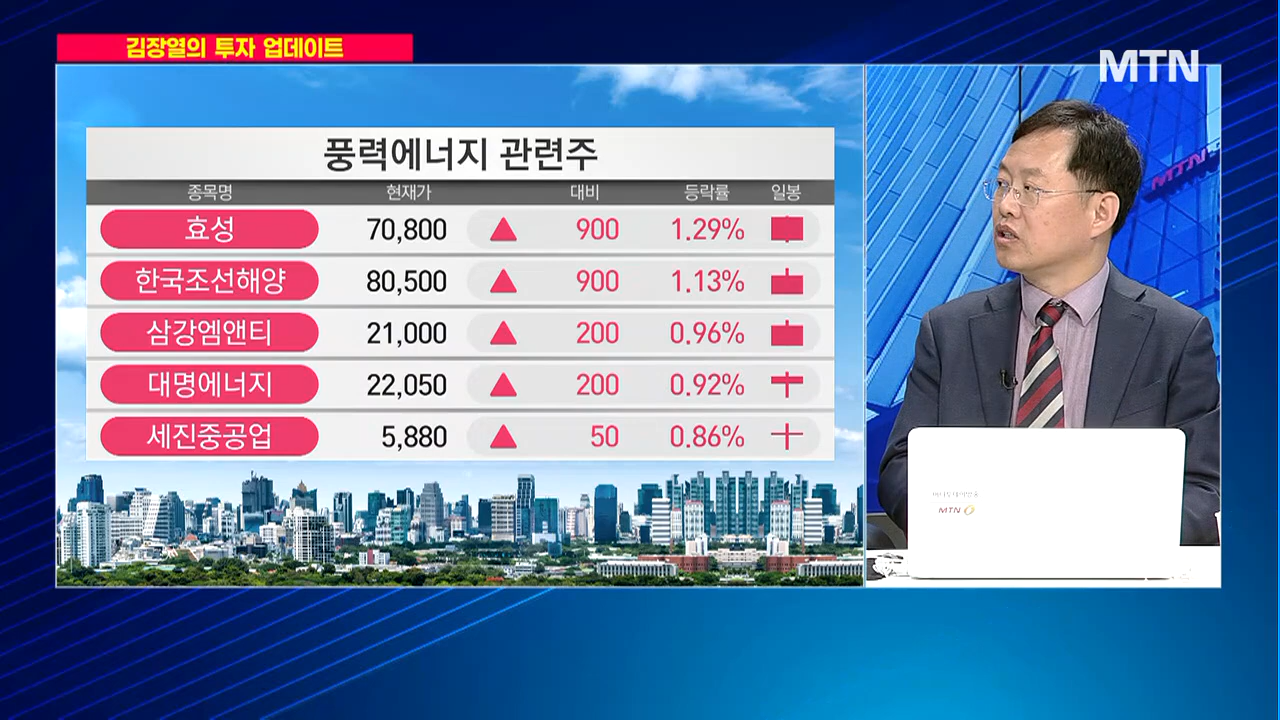 김장열의 투자 업데이트
MTN
풍력에너지 관련주
종목명 현재가 대비 등락률 일봉
효성 70,800 ▲ 900 1.29%
한국조선해양 80,500 ▲ 900 1.13%
삼강엠앤티 21,000 ▲ 200 0.96%
대명에너지 22,050 ▲ 200 0.92%
세진중공업 5,880 ▲ 50 0.86%
MTN
MTN